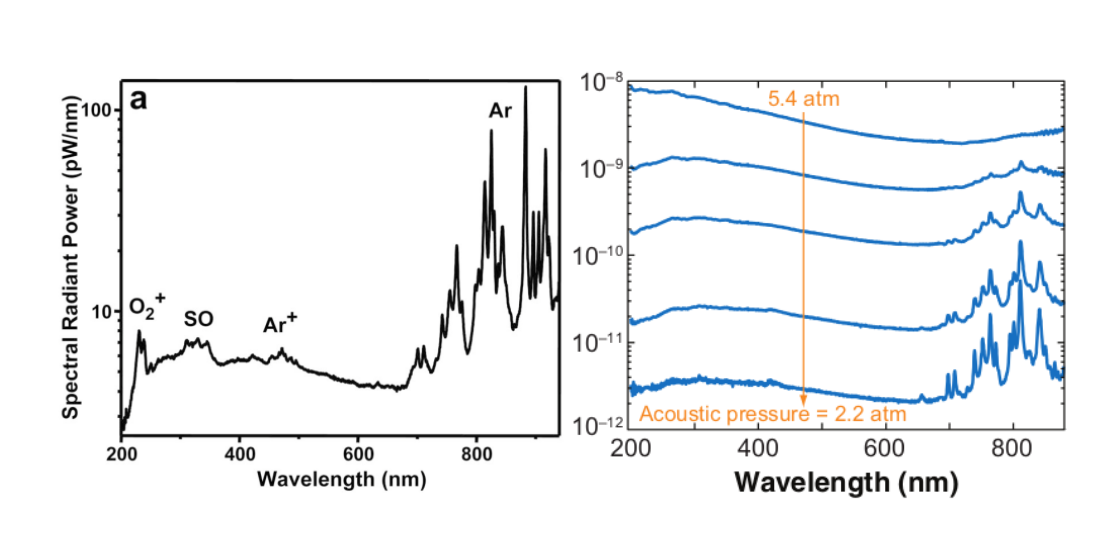 a
Ar
O₂⁺
SO
Ar⁺
100
10
200
400
600
800
Wavelength (nm)
Spectral Radiant Power (pW/nm)
10⁻⁸
10⁻⁹
10⁻¹⁰
10⁻¹¹
10⁻¹²
5.4 atm
Acoustic pressure = 2.2 atm
200
400
600
800
Wavelength (nm)